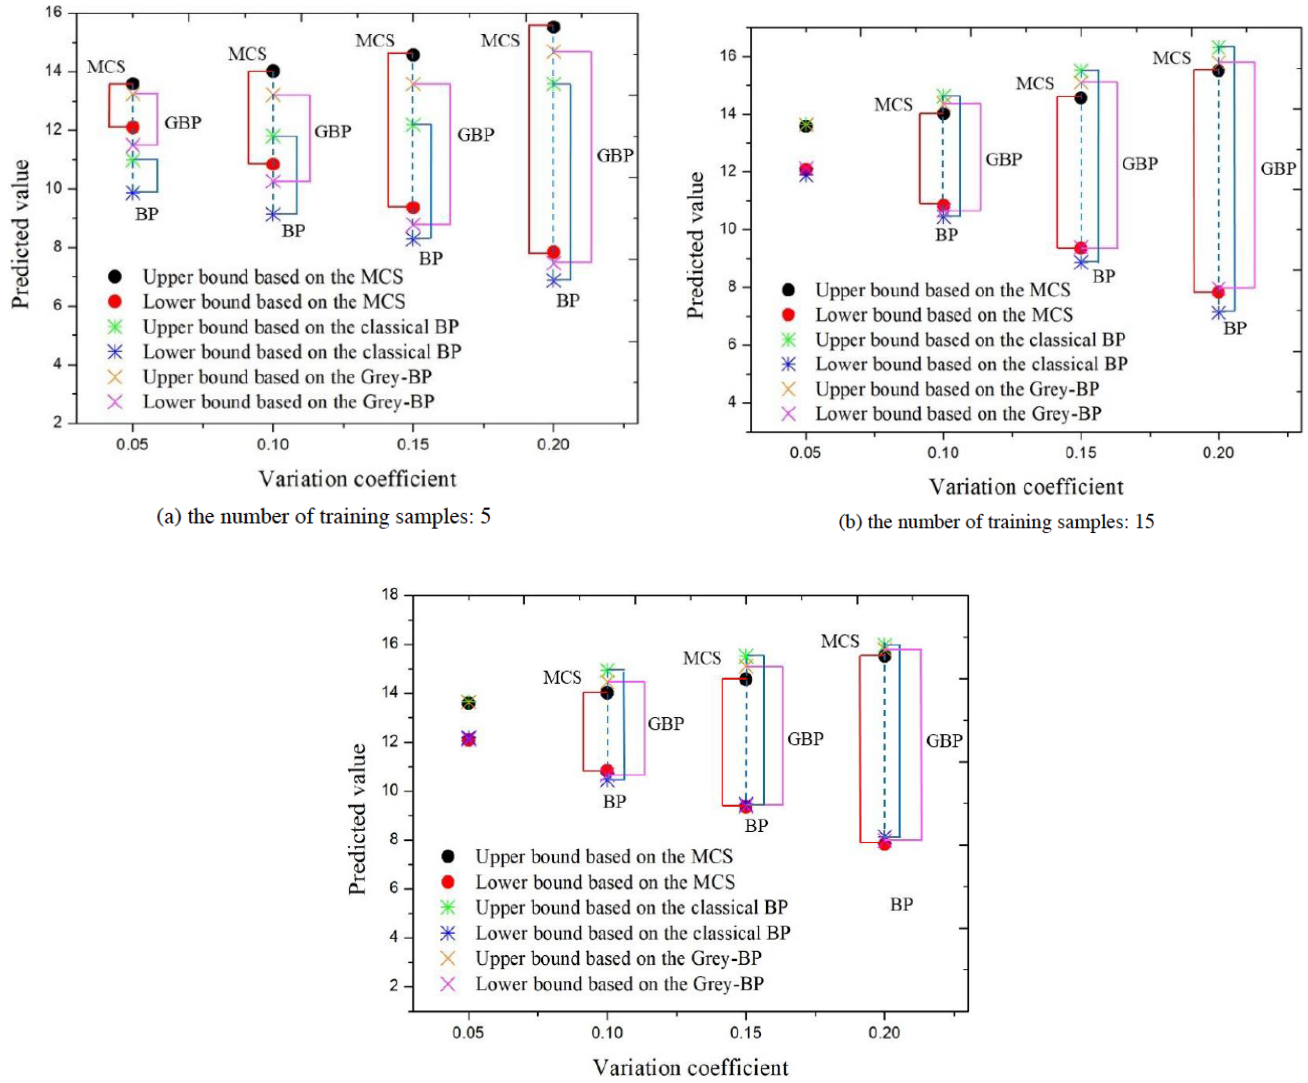 16
14
12
10
8
6
4
2
Predicted value
MCS
MCS
MCS
MCS
GBP
GBP
GBP
GBP
BP
BP
BP
BP
Upper bound based on the MCS
Lower bound based on the MCS
Upper bound based on the classical BP
Lower bound based on the classical BP
Upper bound based on the Grey-BP
Lower bound based on the Grey-BP
0.05 0.10 0.15 0.20
Variation coefficient
(a) the number of training samples: 5
16
14
12
10
8
6
4
Predicted value
MCS
MCS
MCS
GBP
GBP
GBP
BP
BP
BP
Upper bound based on the MCS
Lower bound based on the MCS
Upper bound based on the classical BP
Lower bound based on the classical BP
Upper bound based on the Grey-BP
Lower bound based on the Grey-BP
0.05 0.10 0.15 0.20
Variation coefficient
(b) the number of training samples: 15
18
16
14
12
10
8
6
4
2
Predicted value
MCS
MCS
MCS
GBP
GBP
GBP
BP
BP
BP
Upper bound based on the MCS
Lower bound based on the MCS
Upper bound based on the classical BP
Lower bound based on the classical BP
Upper bound based on the Grey-BP
Lower bound based on the Grey-BP
0.05 0.10 0.15 0.20
Variation coefficient